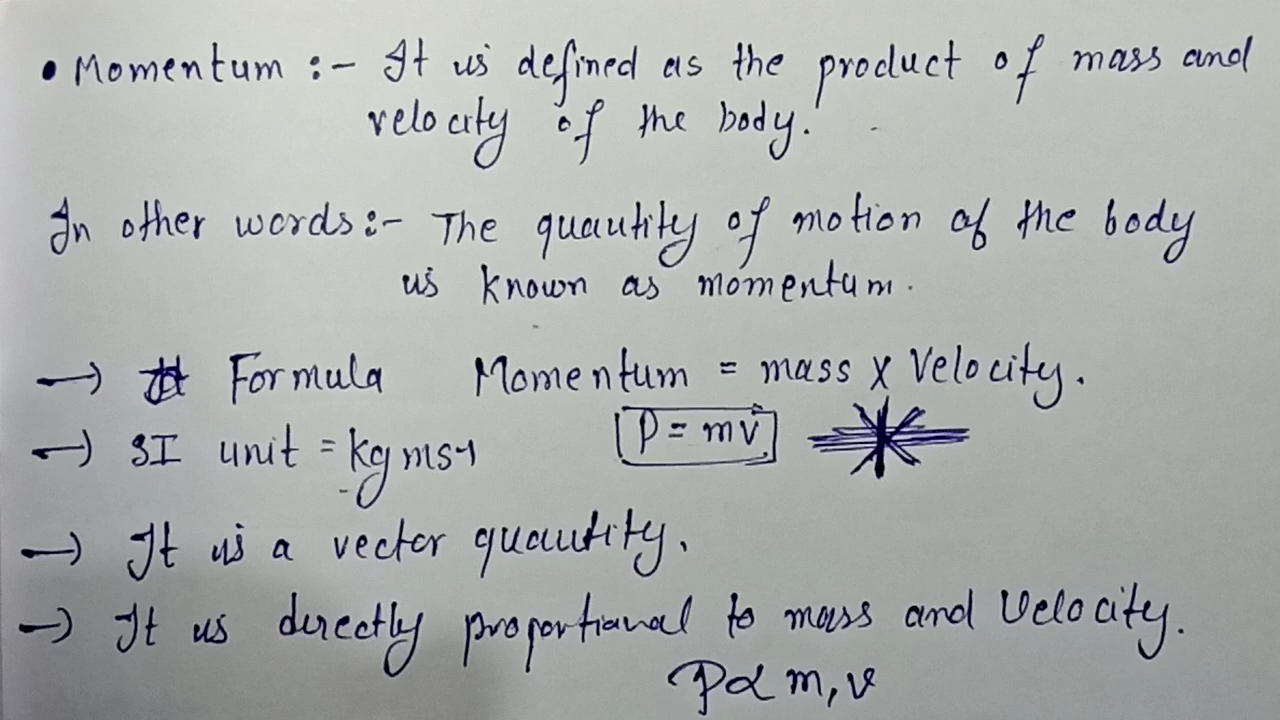 • Momentum :- It is defined as the product of mass and
velocity of the body.
In other words:- The quantity of motion of the body
is known as momentum.
→ Formula Momentum = mass x Velocity.
→ SI unit = kg ms-1
P = mv
→ It is a vector quantity.
→ It is directly proportional to mass and Velocity.
P ∝ m, v